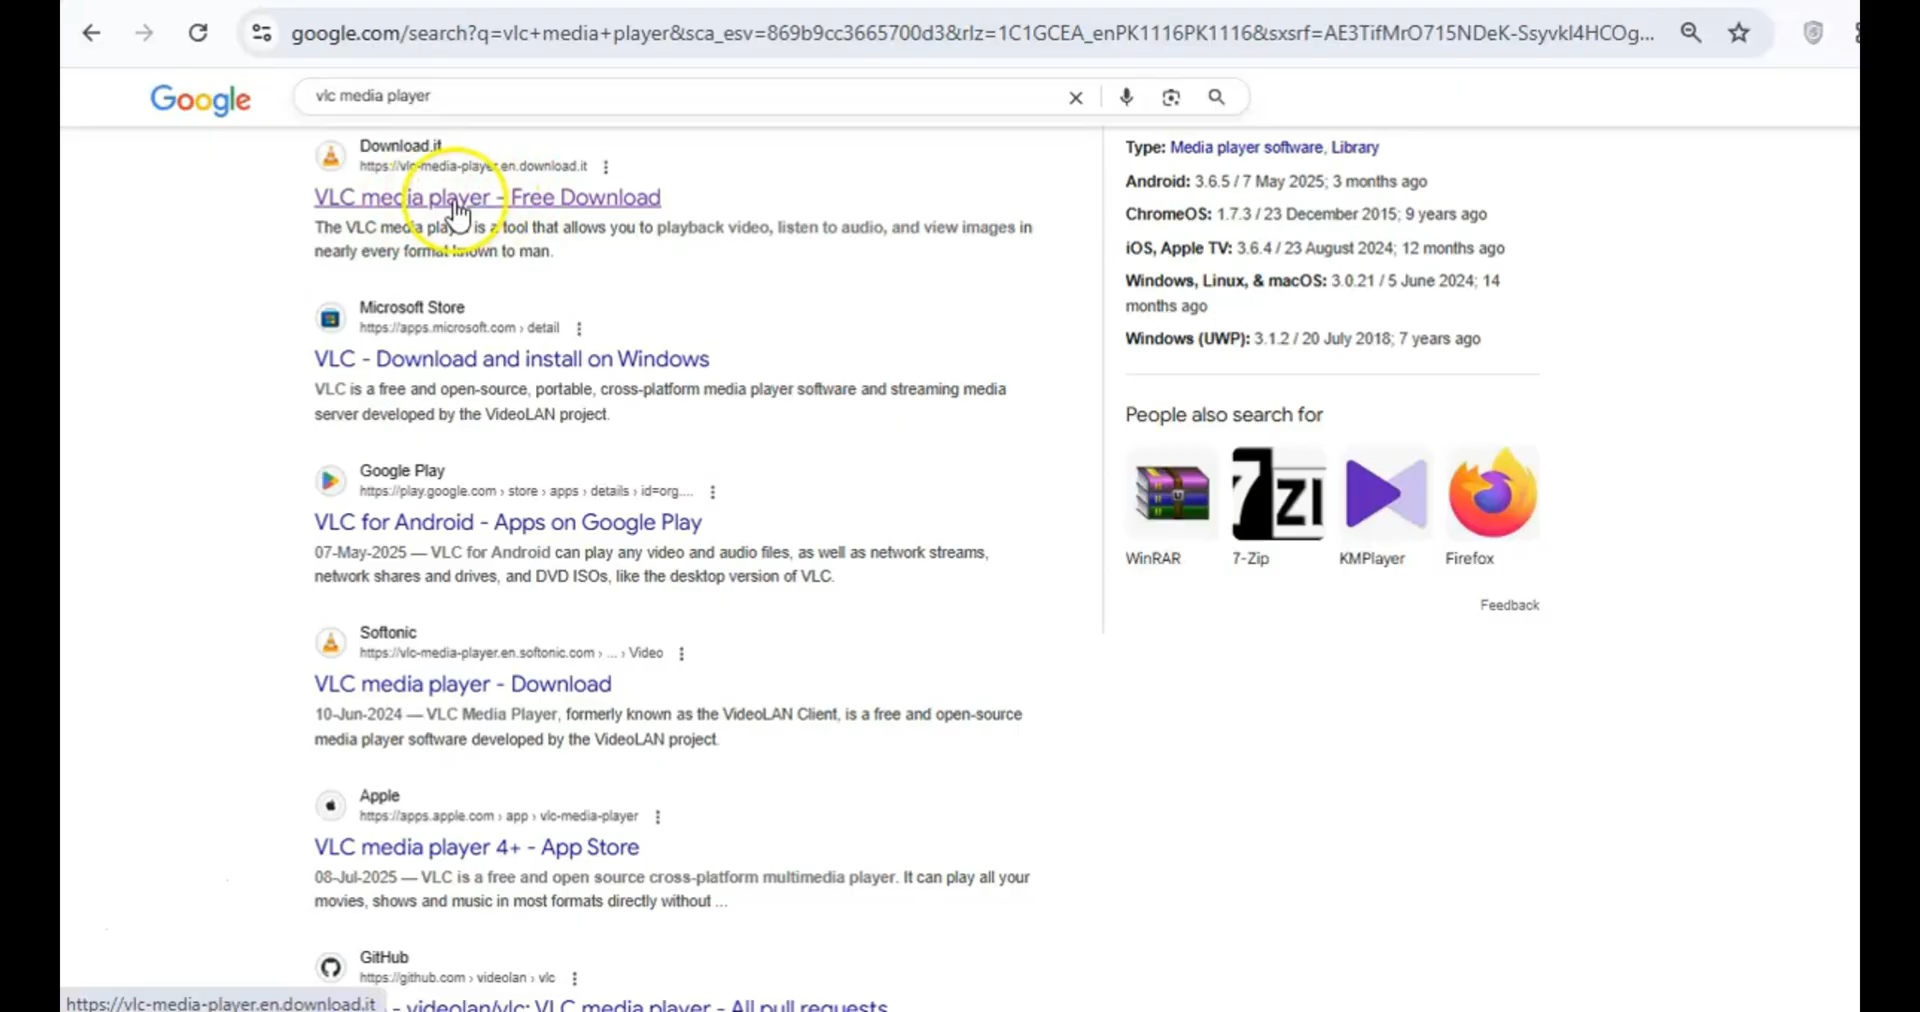 google.com/search?q=vlc+media+player&sca_esv=869b9cc3665700d3&rlz=1C1GCEA_enPK1116PK1116&sxsrf=AE3TifMrO715NDeK-Ssyvkl4HCOg...
Google
vlc media player
Download.it
https://vlc-media-player.en.download.it
VLC media player - Free Download
The VLC media player is a tool that allows you to playback video, listen to audio, and view images in
nearly every format known to man.
Microsoft Store
https://apps.microsoft.com › detail
VLC - Download and install on Windows
VLC is a free and open-source, portable, cross-platform media player software and streaming media
server developed by the VideoLAN project.
Google Play
https://play.google.com › store › apps › details › id=org....
VLC for Android - Apps on Google Play
07-May-2025 — VLC for Android can play any video and audio files, as well as network streams,
network shares and drives, and DVD ISOs, like the desktop version of VLC.
Softonic
https://vlc-media-player.en.softonic.com › ... › Video
VLC media player - Download
10-Jun-2024 — VLC Media Player, formerly known as the VideoLAN Client, is a free and open-source
media player software developed by the VideoLAN project.
Apple
https://apps.apple.com › app › vlc-media-player
VLC media player 4+ - App Store
08-Jul-2025 — VLC is a free and open source cross-platform multimedia player. It can play all your
movies, shows and music in most formats directly without ...
GitHub
https://github.com › videolan › vlc
- videolan/vlc: VLC media player - All pull requests
https://vlc-media-player.en.download.it
Type: Media player software, Library
Android: 3.6.5 / 7 May 2025; 3 months ago
ChromeOS: 1.7.3 / 23 December 2015; 9 years ago
iOS, Apple TV: 3.6.4 / 23 August 2024; 12 months ago
Windows, Linux, & macOS: 3.0.21 / 5 June 2024; 14
months ago
Windows (UWP): 3.1.2 / 20 July 2018; 7 years ago
People also search for
7 ZI
WinRAR
7-Zip
KMPlayer
Firefox
Feedback